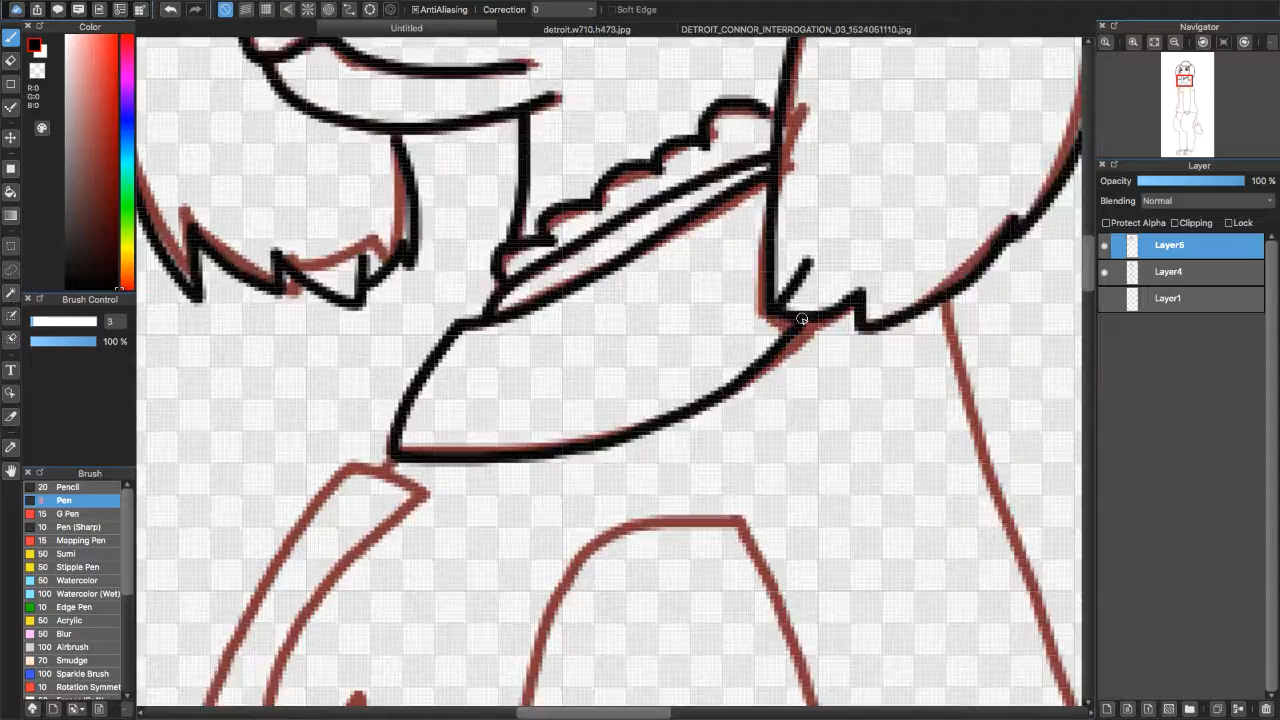 AntiAliasing Correction 0 Soft Edge
Color Untitled detroit.w710.h473.jpg DETROIT_CONNOR_INTERROGATION_03_1524051110.jpg Navigator
R:0
G:0
B:0
Layer
Opacity 100 %
Blending Normal
Protect Alpha Clipping Lock
Layer5
Layer4
Layer1
Brush Control
3
100 %
Brush
20 Pencil
Pen
15 G Pen
10 Pen (Sharp)
15 Mapping Pen
50 Sumi
50 Stipple Pen
50 Watercolor
100 Watercolor (Wet)
10 Edge Pen
50 Acrylic
50 Blur
100 Airbrush
70 Smudge
100 Sparkle Brush
10 Rotation Symmet